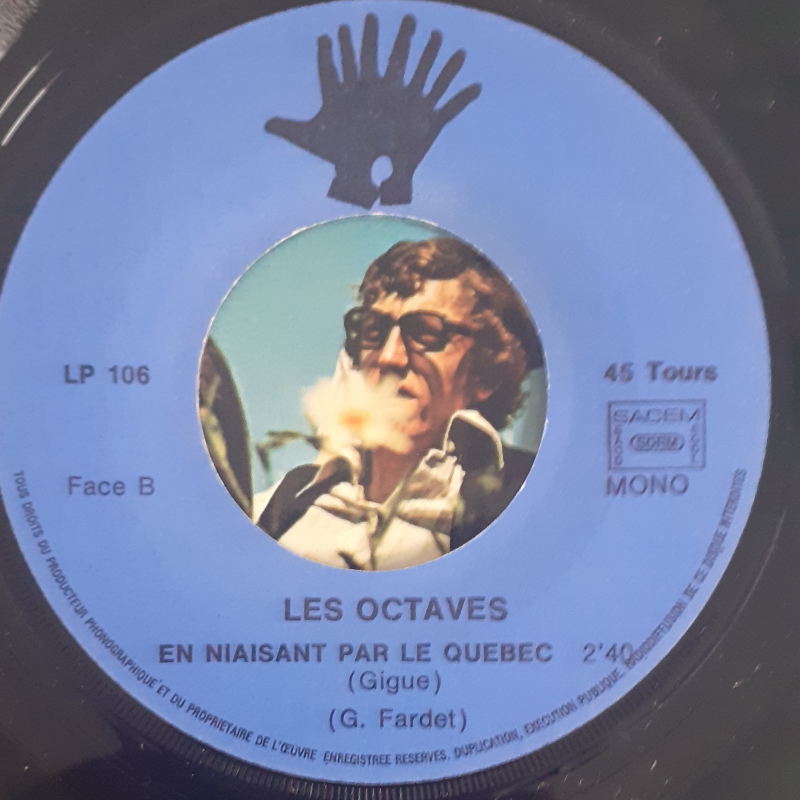 LP 106
45 Tours
SACEM
SDRM
Face B
MONO
LES OCTAVES
EN NIAISANT PAR LE QUEBEC 2'40
(Gigue)
(G. Fardet)
TOUS DROITS DU PRODUCTEUR PHONOGRAPHIQUE ET DU PROPRIETAIRE DE L'ŒUVRE ENREGISTREE RESERVES. DUPLICATION, EXECUTION PUBLIQUE, RADIODIFFUSION DE CE DISQUE INTERDITES